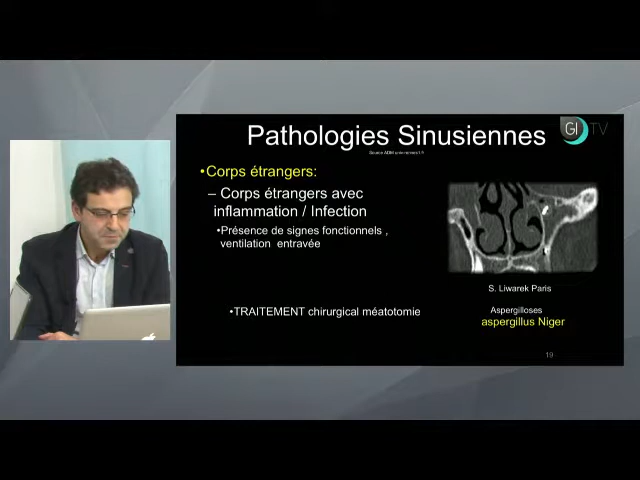 GI TV
Pathologies Sinusiennes
•Corps étrangers:
– Corps étrangers avec
inflammation / Infection
•Présence de signes fonctionnels ,
ventilation entravée
S. Liwarek Paris
•TRAITEMENT chirurgical méatotomie
Aspergilloses
aspergillus Niger
19